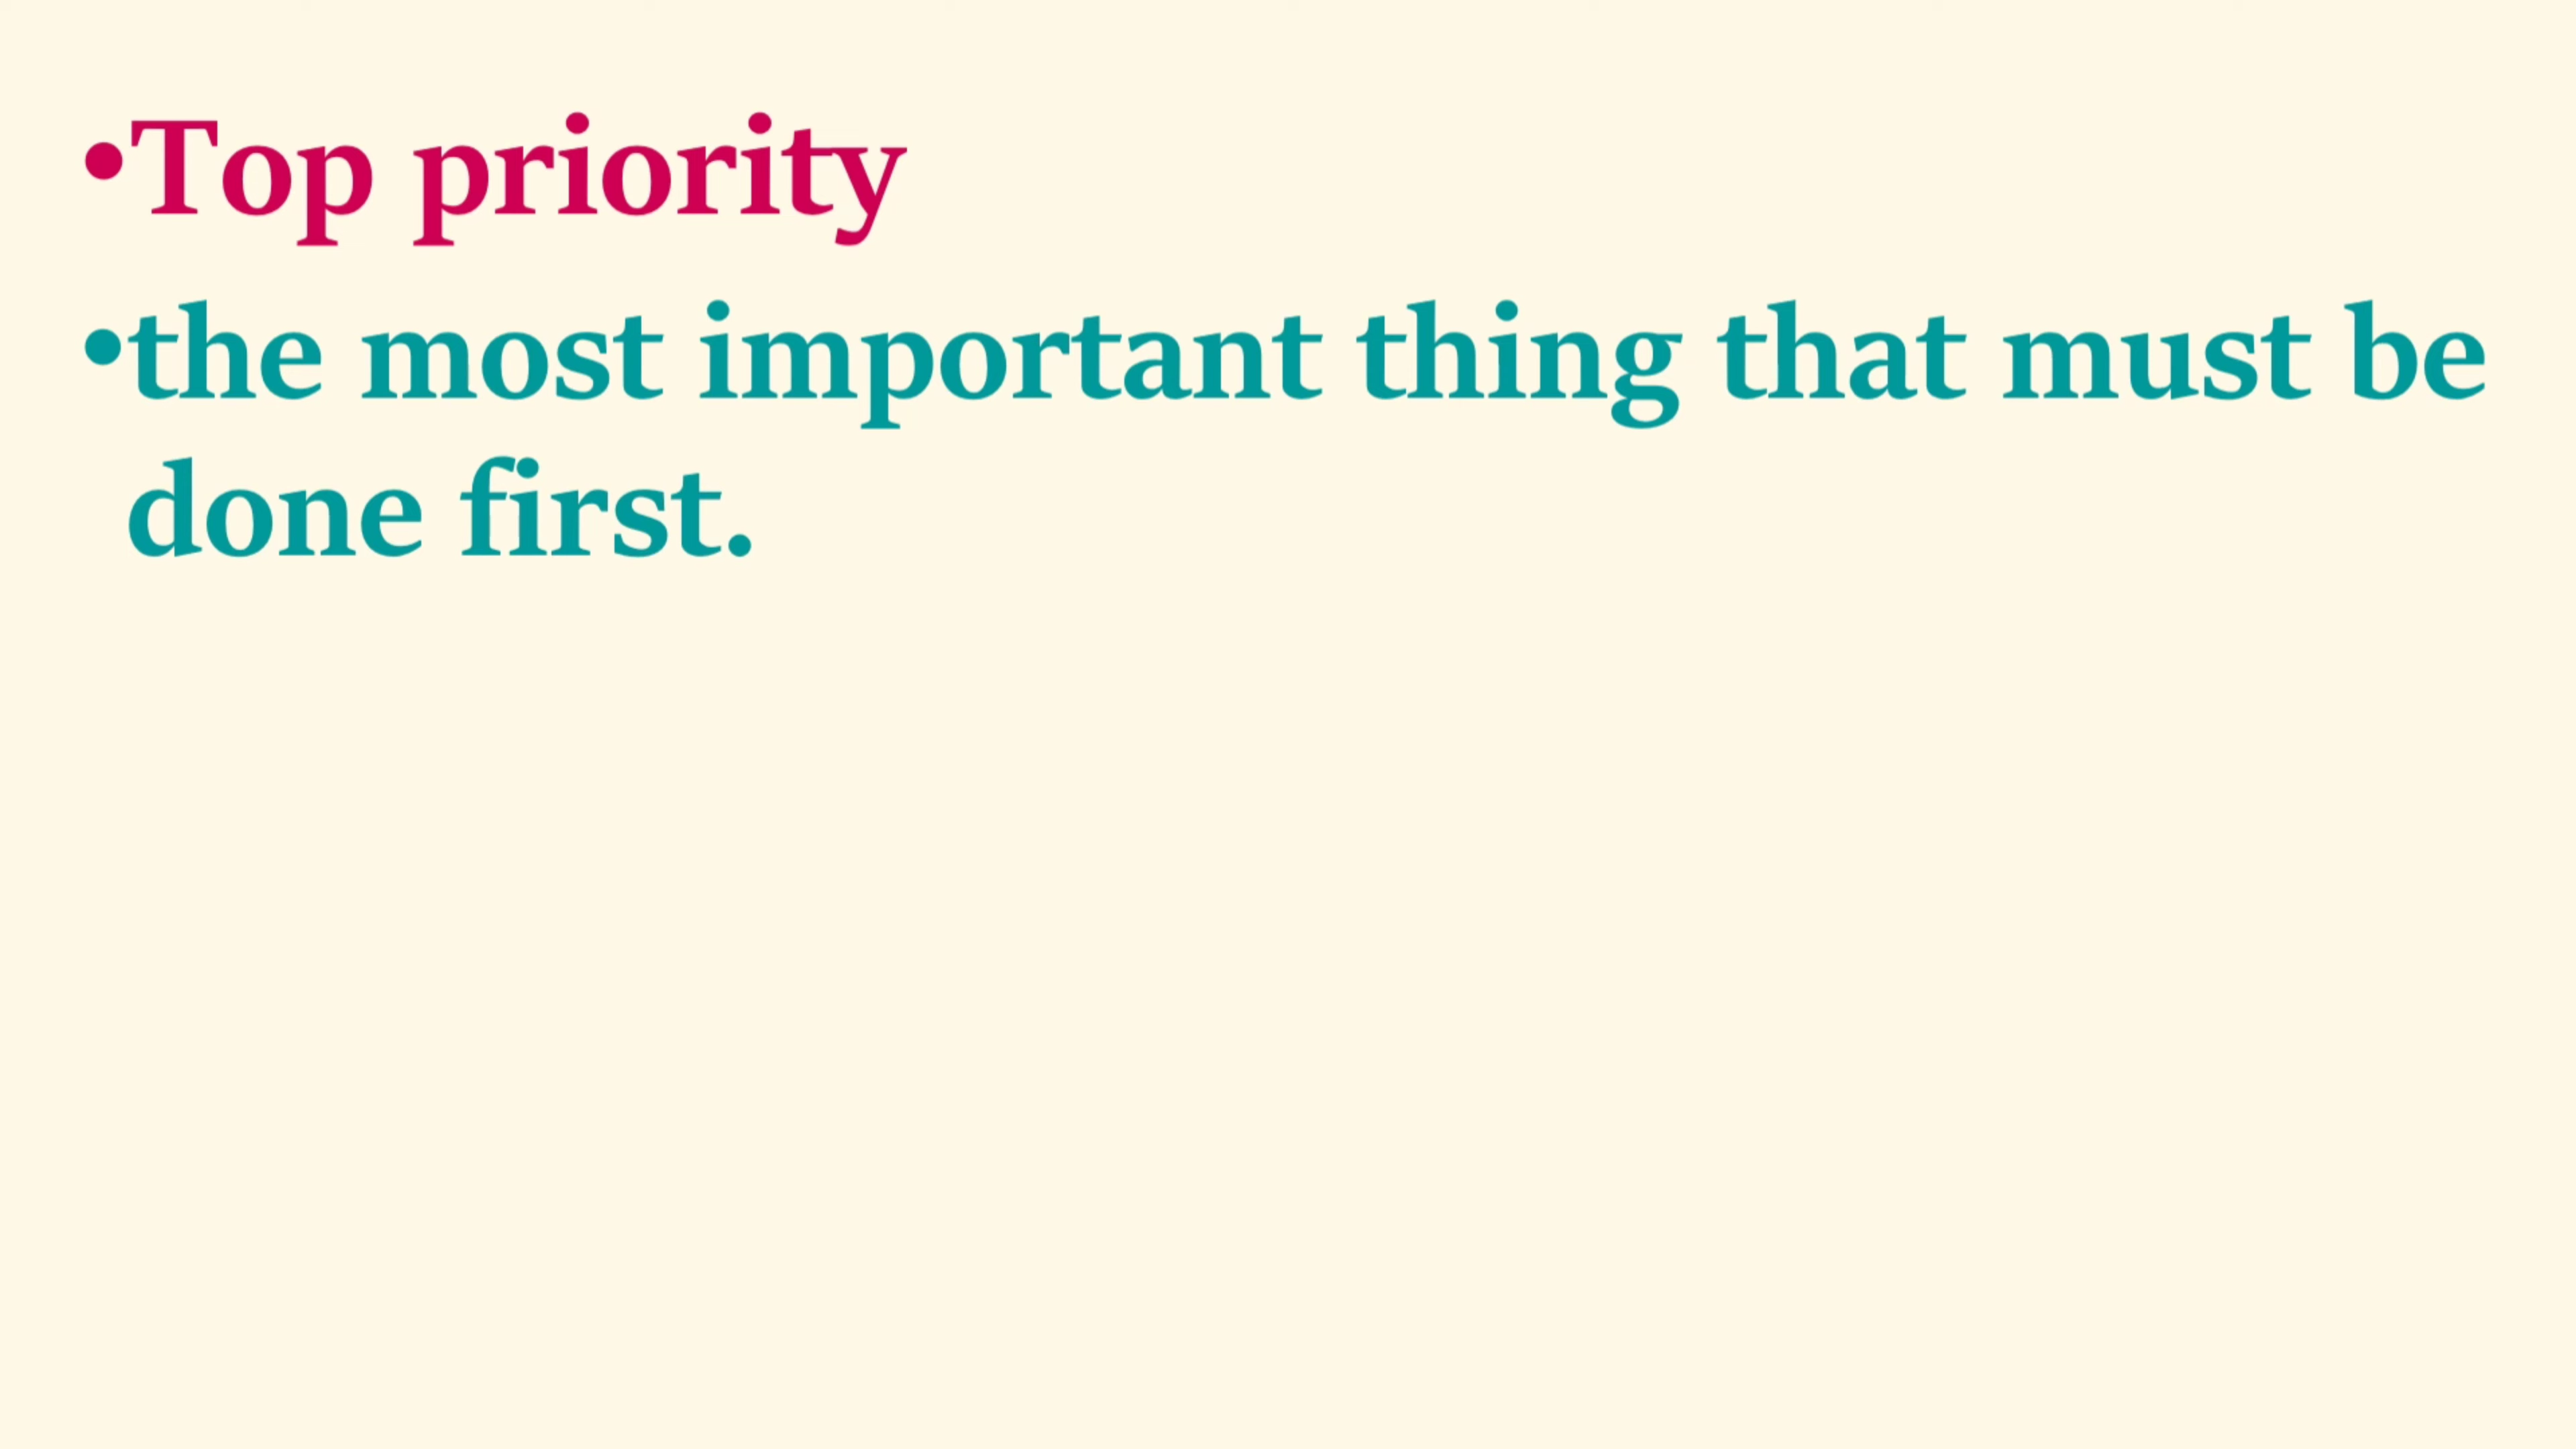 •Top priority
•the most important thing that must be
done first.